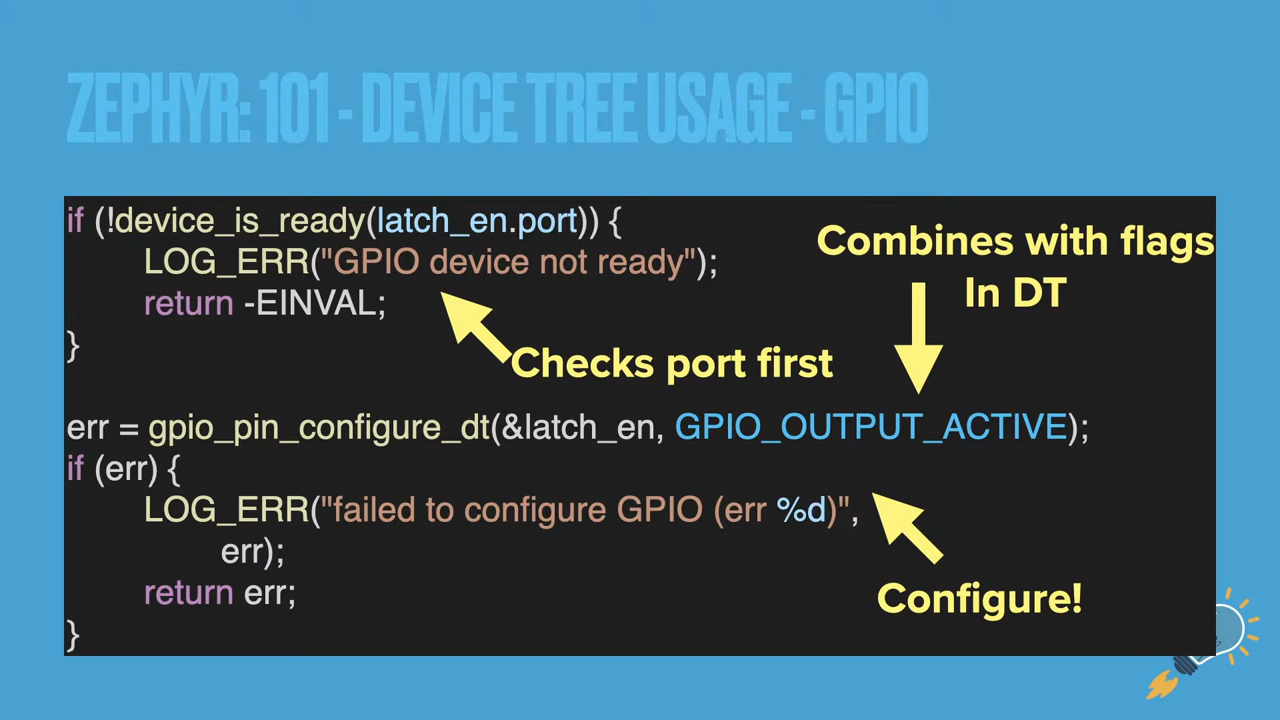 ZEPHYR: 101 - DEVICE TREE USAGE - GPIO
if (!device_is_ready(latch_en.port)) {
LOG_ERR("GPIO device not ready");
return -EINVAL;
}
Combines with flags
In DT
Checks port first
err = gpio_pin_configure_dt(&latch_en, GPIO_OUTPUT_ACTIVE);
if (err) {
LOG_ERR("failed to configure GPIO (err %d)",
err);
return err;
}
Configure!